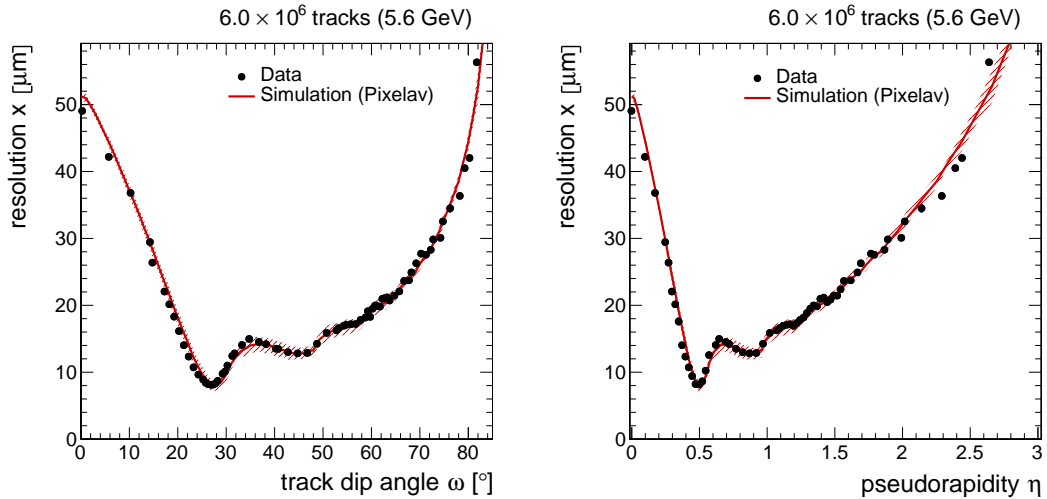 6.0 × 10⁶ tracks (5.6 GeV)
resolution x [μm]
Data
Simulation (Pixelav)
50
40
30
20
10
0
0 10 20 30 40 50 60 70 80
track dip angle ω [°]
6.0 × 10⁶ tracks (5.6 GeV)
resolution x [μm]
Data
Simulation (Pixelav)
50
40
30
20
10
0
0 0.5 1 1.5 2 2.5 3
pseudorapidity η